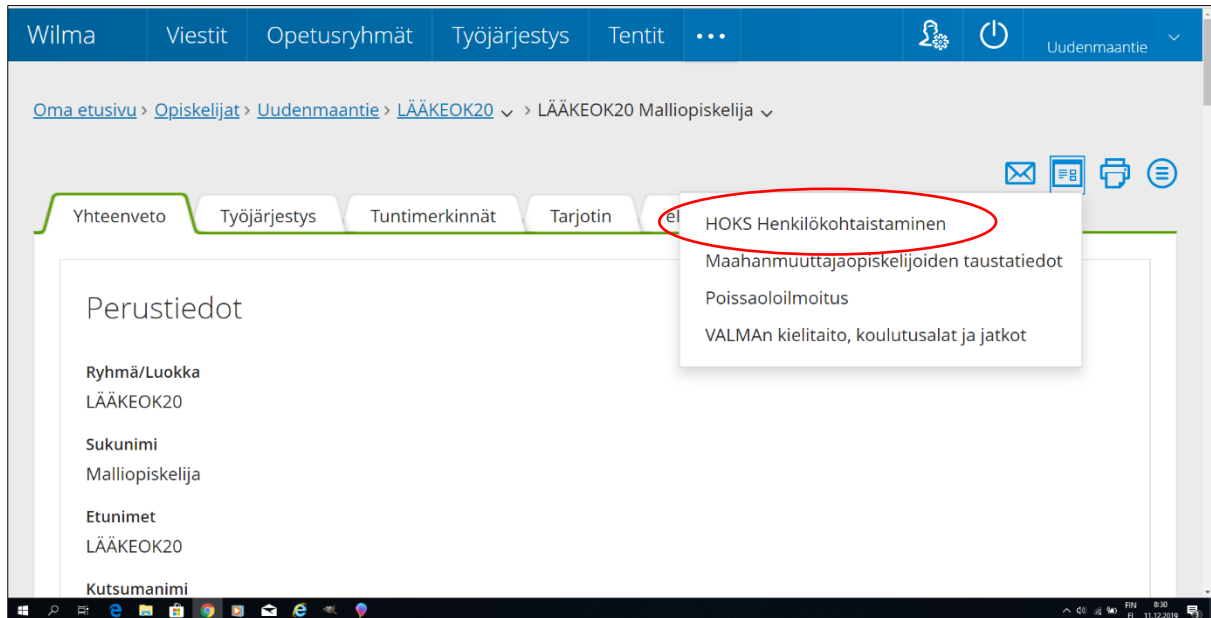 Wilma Viestit Opetusryhmät Työjärjestys Tentit ••• Uudenmaantie
Oma etusivu › Opiskelijat › Uudenmaantie › LÄÄKEOK20 › LÄÄKEOK20 Malliopiskelija
Yhteenveto Työjärjestys Tuntimerkinnät Tarjotin
HOKS Henkilökohtaistaminen
Maahanmuuttajaopiskelijoiden taustatiedot
Poissaoloilmoitus
VALMAn kielitaito, koulutusalat ja jatkot
Perustiedot
Ryhmä/Luokka
LÄÄKEOK20
Sukunimi
Malliopiskelija
Etunimet
LÄÄKEOK20
Kutsumanimi
FIN 8:30
FI 11.12.2019